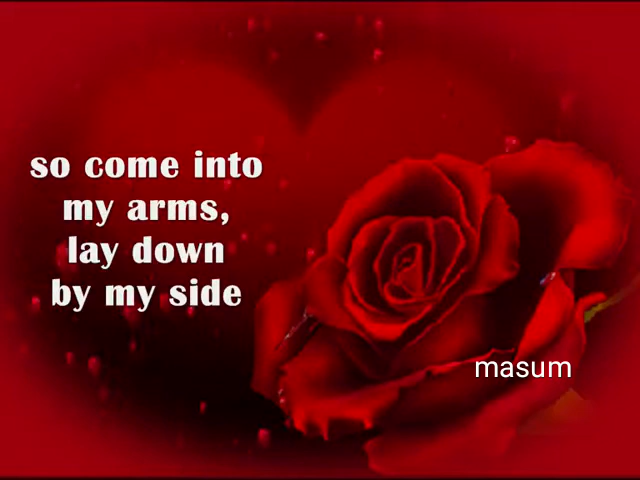 so come into
my arms,
lay down
by my side
masum